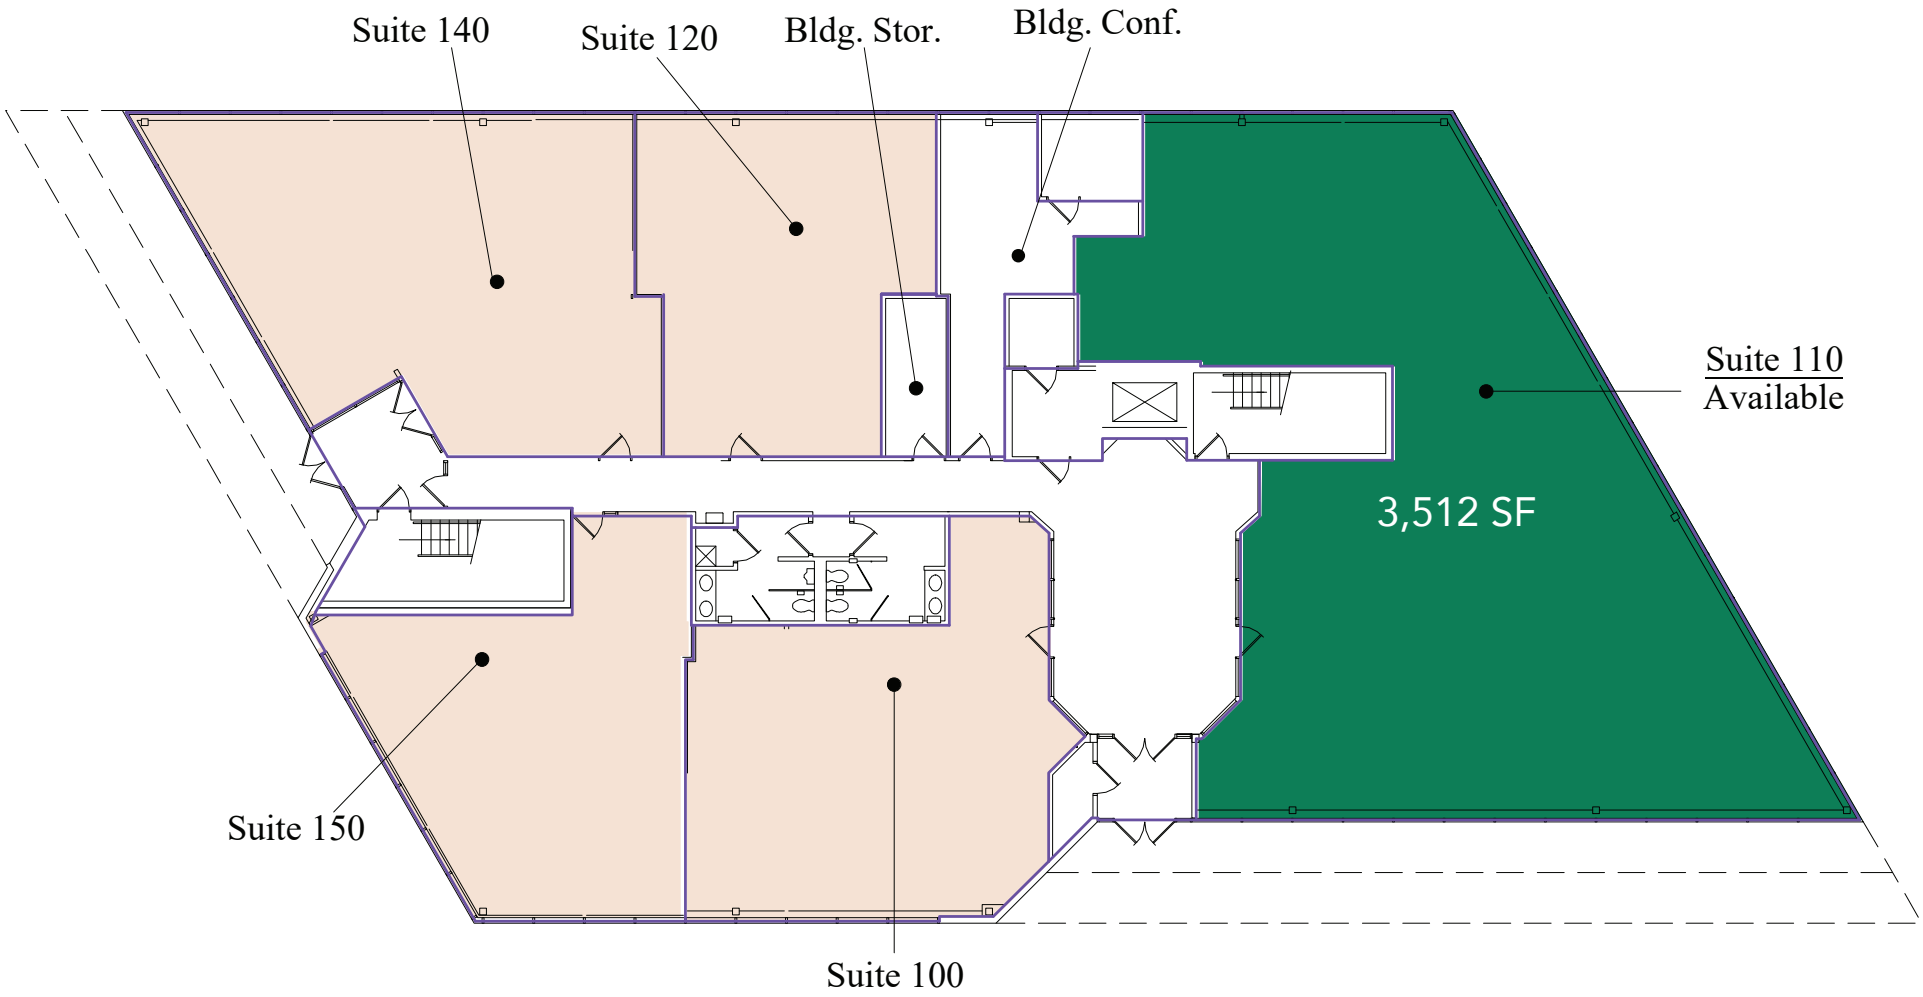 Suite 140
Suite 120
Bldg. Stor.
Bldg. Conf.
Suite 110
Available
3,512 SF
Suite 150
Suite 100